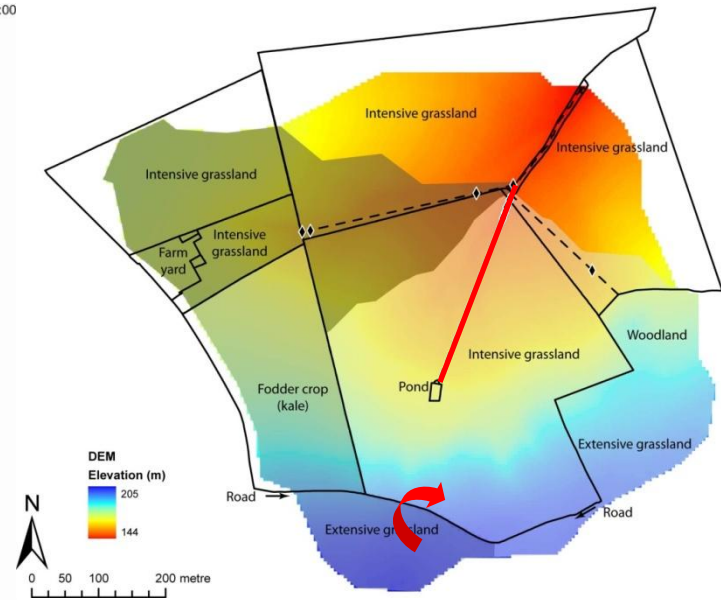 :00
Intensive grassland
Intensive grassland
Intensive grassland
Intensive
grassland
Farm
yard
Woodland
Intensive grassland
Pond
Fodder crop
(kale)
Extensive grassland
DEM
Elevation (m)
205
144
Road
Road
Extensive grassland
N
0 50 100 200 metre